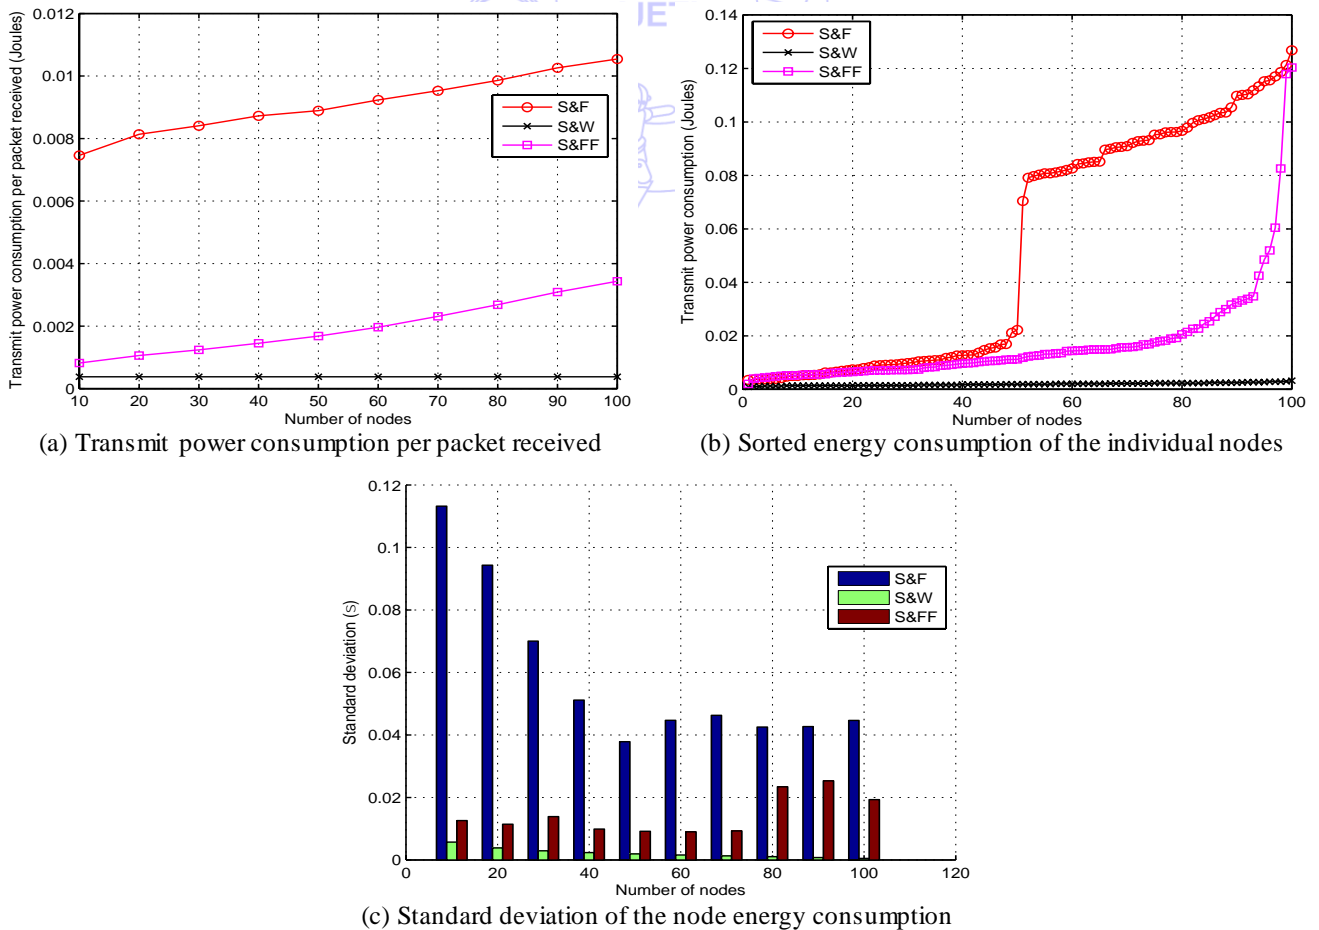 UE
0.012
0.01
0.008
0.006
0.004
0.002
0
10 20 30 40 50 60 70 80 90 100
Transmit power consumption per packet received (Joules)
Number of nodes
S&F
S&W
S&FF
(a) Transmit power consumption per packet received
0.14
0.12
0.1
0.08
0.06
0.04
0.02
0
0 20 40 60 80 100
Transmit power consumption (Joules)
Number of nodes
S&F
S&W
S&FF
(b) Sorted energy consumption of the individual nodes
0.12
0.1
0.08
0.06
0.04
0.02
0
0 20 40 60 80 100 120
Standard deviation (s)
Number of nodes
S&F
S&W
S&FF
(c) Standard deviation of the node energy consumption